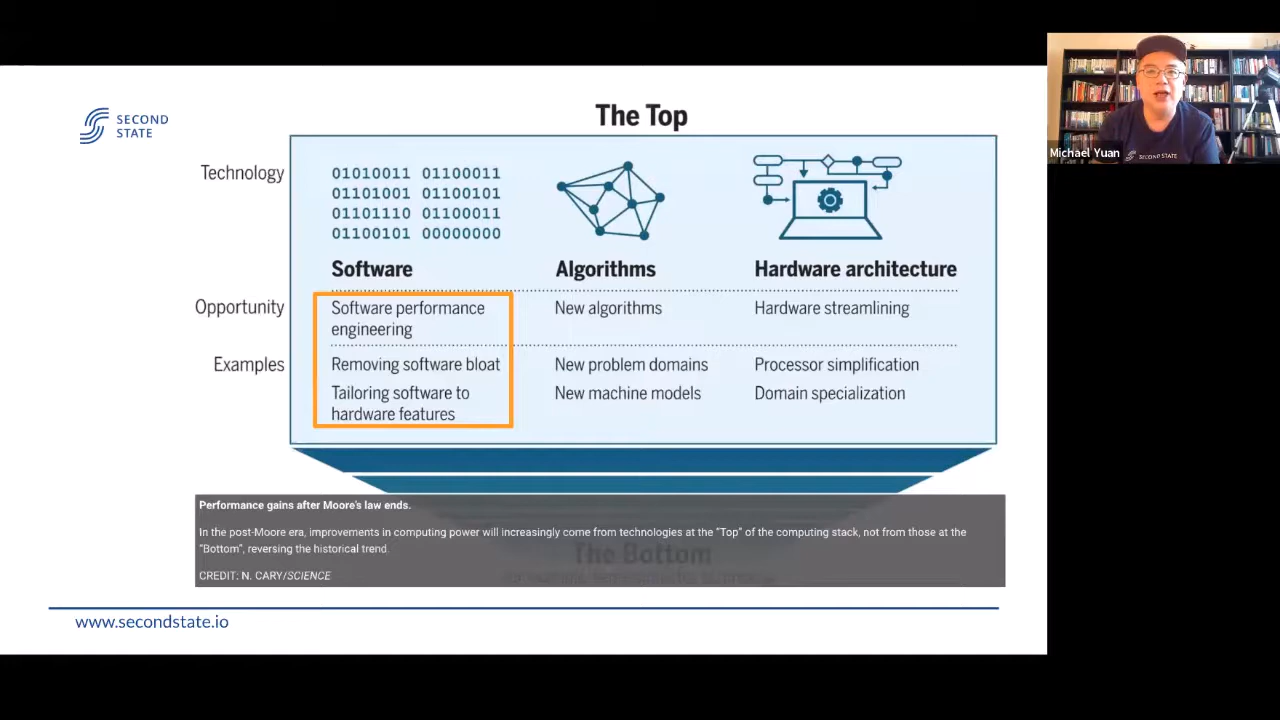 SECOND
STATE
The Top
Technology
01010011 01100011
01101001 01100101
01101110 01100011
01100101 00000000
Software
Algorithms
Hardware architecture
Opportunity
Software performance
engineering
New algorithms
Hardware streamlining
Examples
Removing software bloat
New problem domains
Processor simplification
Tailoring software to
hardware features
New machine models
Domain specialization
Performance gains after Moore's law ends.
In the post-Moore era, improvements in computing power will increasingly come from technologies at the "Top" of the computing stack, not from those at the
"Bottom", reversing the historical trend.
The Bottom
CREDIT: N. CARY/SCIENCE
www.secondstate.io
Michael Yuan
SECOND STATE